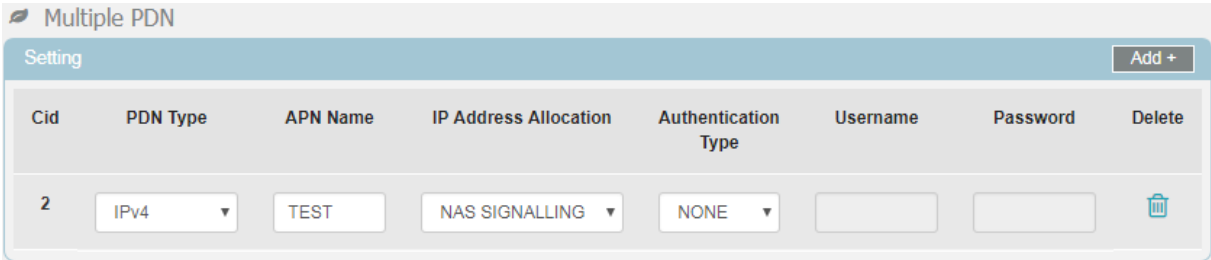 Multiple PDN
Setting Add +
Cid PDN Type APN Name IP Address Allocation Authentication Type Username Password Delete
2 IPv4 TEST NAS SIGNALLING NONE